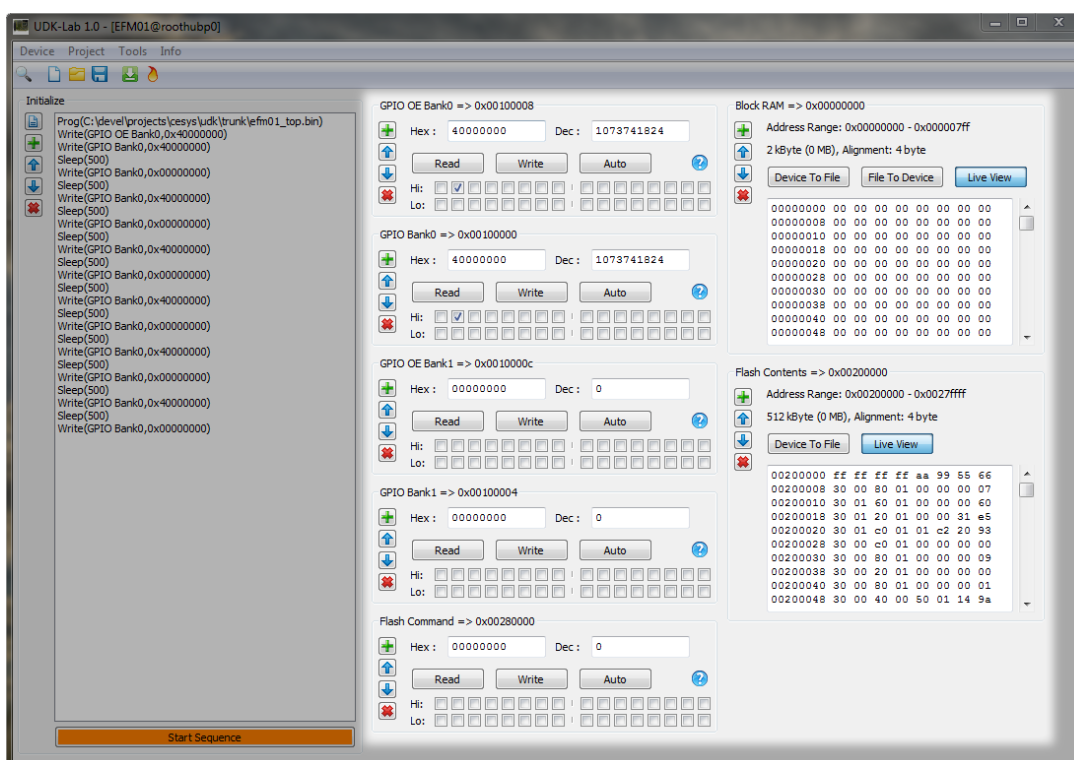 UDK-Lab 1.0 - [EFM01@roothubp0]
Device Project Tools Info
Initialize
Prog(C:\devel\projects\cesys\udk\trunk\efm01_top.bin)
Write(GPIO OE Bank0,0x40000000)
Write(GPIO Bank0,0x40000000)
Sleep(500)
Write(GPIO Bank0,0x00000000)
Sleep(500)
Write(GPIO Bank0,0x40000000)
Sleep(500)
Write(GPIO Bank0,0x00000000)
Sleep(500)
Write(GPIO Bank0,0x40000000)
Sleep(500)
Write(GPIO Bank0,0x00000000)
Sleep(500)
Write(GPIO Bank0,0x40000000)
Sleep(500)
Write(GPIO Bank0,0x00000000)
Sleep(500)
Write(GPIO Bank0,0x40000000)
Sleep(500)
Write(GPIO Bank0,0x00000000)
Sleep(500)
Write(GPIO Bank0,0x40000000)
Sleep(500)
Write(GPIO Bank0,0x00000000)
Start Sequence
GPIO OE Bank0 => 0x00100008
Hex : 40000000 Dec : 1073741824
Read Write Auto
Hi:
Lo:
GPIO Bank0 => 0x00100000
Hex : 40000000 Dec : 1073741824
Read Write Auto
Hi:
Lo:
GPIO OE Bank1 => 0x0010000c
Hex : 00000000 Dec : 0
Read Write Auto
Hi:
Lo:
GPIO Bank1 => 0x00100004
Hex : 00000000 Dec : 0
Read Write Auto
Hi:
Lo:
Flash Command => 0x00280000
Hex : 00000000 Dec : 0
Read Write Auto
Hi:
Lo:
Block RAM => 0x00000000
Address Range: 0x00000000 - 0x000007ff
2 kByte (0 MB), Alignment: 4 byte
Device To File File To Device Live View
00000000 00 00 00 00 00 00 00 00
00000008 00 00 00 00 00 00 00 00
00000010 00 00 00 00 00 00 00 00
00000018 00 00 00 00 00 00 00 00
00000020 00 00 00 00 00 00 00 00
00000028 00 00 00 00 00 00 00 00
00000030 00 00 00 00 00 00 00 00
00000038 00 00 00 00 00 00 00 00
00000040 00 00 00 00 00 00 00 00
00000048 00 00 00 00 00 00 00 00
Flash Contents => 0x00200000
Address Range: 0x00200000 - 0x0027ffff
512 kByte (0 MB), Alignment: 4 byte
Device To File Live View
00200000 ff ff ff ff aa 99 55 66
00200008 30 00 80 01 00 00 00 07
00200010 30 01 60 01 00 00 00 60
00200018 30 01 20 01 00 00 31 e5
00200020 30 01 c0 01 01 c2 20 93
00200028 30 00 c0 01 00 00 00 00
00200030 30 00 80 01 00 00 00 09
00200038 30 00 20 01 00 00 00 00
00200040 30 00 80 01 00 00 00 01
00200048 30 00 40 00 50 01 14 9a